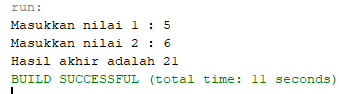 run:
Masukkan nilai 1 : 5
Masukkan nilai 2 : 6
Hasil akhir adalah 21
BUILD SUCCESSFUL (total time: 11 seconds)